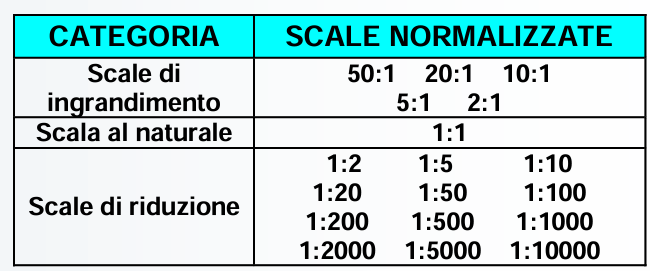 CATEGORIA SCALE NORMALIZZATE
Scale di ingrandimento
50:1 20:1 10:1
5:1 2:1
Scala al naturale 1:1
Scale di riduzione
1:2 1:5 1:10
1:20 1:50 1:100
1:200 1:500 1:1000
1:2000 1:5000 1:10000